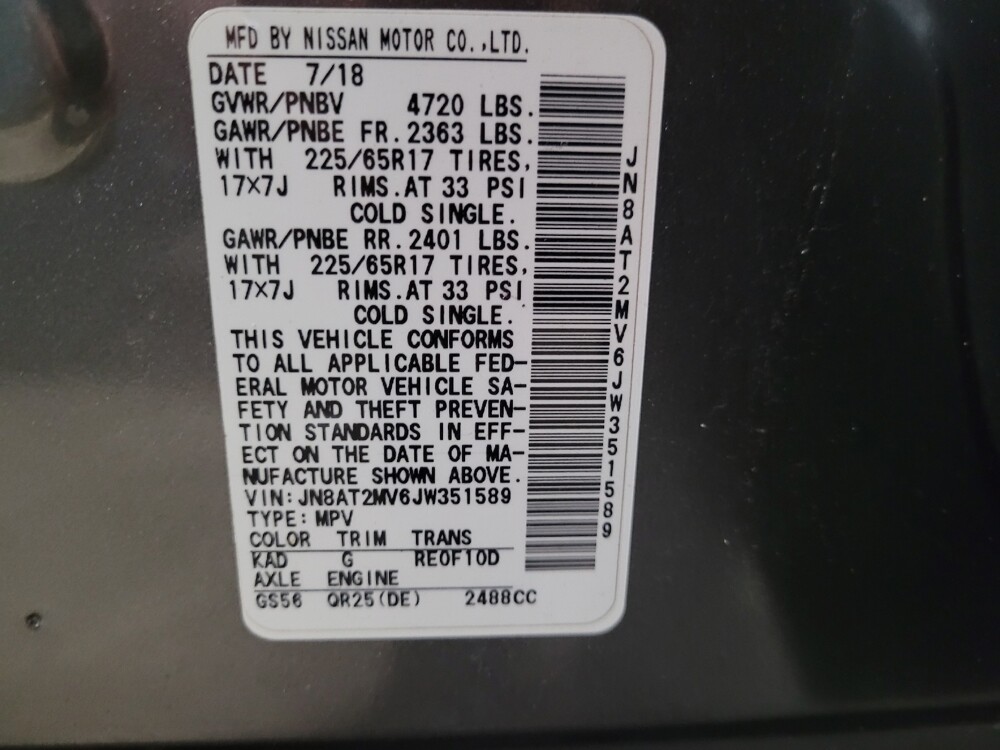 MFD BY NISSAN MOTOR CO.,LTD.
DATE 7/18
GVWR/PNBV 4720 LBS.
GAWR/PNBE FR. 2363 LBS.
WITH 225/65R17 TIRES,
17×7J RIMS.AT 33 PSI
COLD SINGLE.
GAWR/PNBE RR. 2401 LBS.
WITH 225/65R17 TIRES,
17×7J RIMS.AT 33 PSI
COLD SINGLE.
THIS VEHICLE CONFORMS
TO ALL APPLICABLE FED-
ERAL MOTOR VEHICLE SA-
FETY AND THEFT PREVEN-
TION STANDARDS IN EFF-
ECT ON THE DATE OF MA-
NUFACTURE SHOWN ABOVE.
VIN:JN8AT2MV6JW351589
TYPE:MPV
COLOR TRIM TRANS
KAD G RE0F10D
AXLE ENGINE
GS56 QR25(DE) 2488CC
JN8AT2MV6JW351589